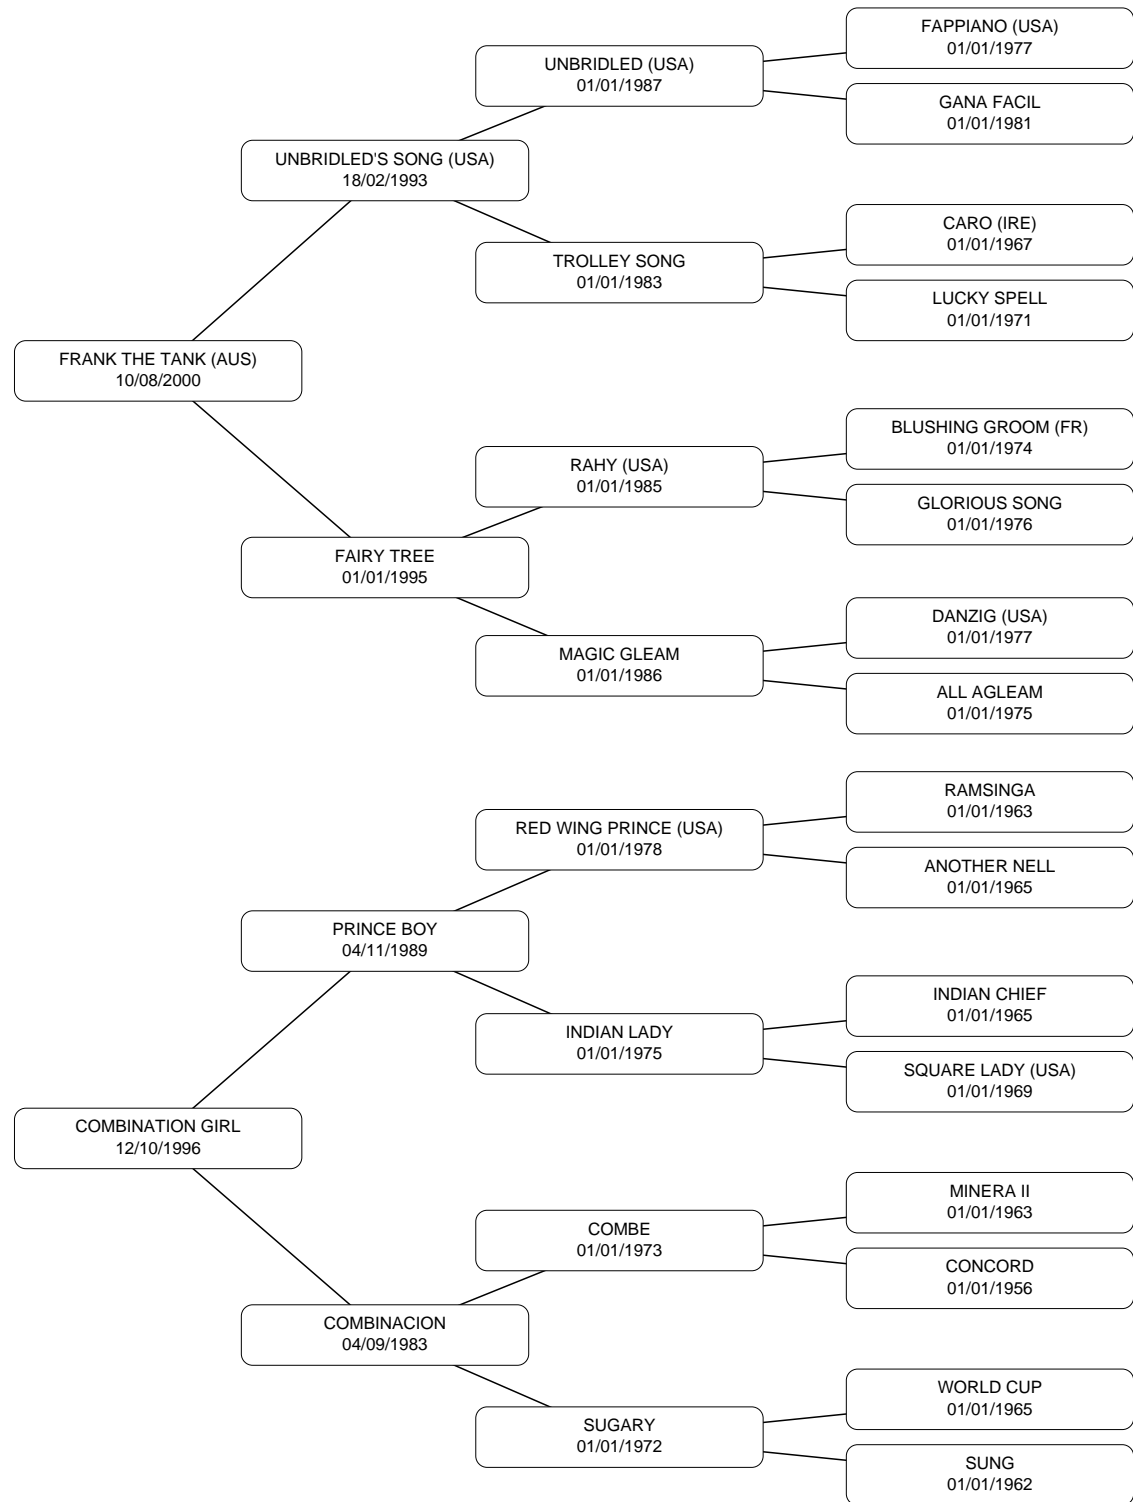 FAPPIANO (USA)
01/01/1977
UNBRIDLED (USA)
01/01/1987
GANA FACIL
01/01/1981
UNBRIDLED'S SONG (USA)
18/02/1993
CARO (IRE)
01/01/1967
TROLLEY SONG
01/01/1983
LUCKY SPELL
01/01/1971
FRANK THE TANK (AUS)
10/08/2000
BLUSHING GROOM (FR)
01/01/1974
RAHY (USA)
01/01/1985
GLORIOUS SONG
01/01/1976
FAIRY TREE
01/01/1995
DANZIG (USA)
01/01/1977
MAGIC GLEAM
01/01/1986
ALL AGLEAM
01/01/1975
RAMSINGA
01/01/1963
RED WING PRINCE (USA)
01/01/1978
ANOTHER NELL
01/01/1965
PRINCE BOY
04/11/1989
INDIAN CHIEF
01/01/1965
INDIAN LADY
01/01/1975
SQUARE LADY (USA)
01/01/1969
COMBINATION GIRL
12/10/1996
MINERA II
01/01/1963
COMBE
01/01/1973
CONCORD
01/01/1956
COMBINACION
04/09/1983
WORLD CUP
01/01/1965
SUGARY
01/01/1972
SUNG
01/01/1962